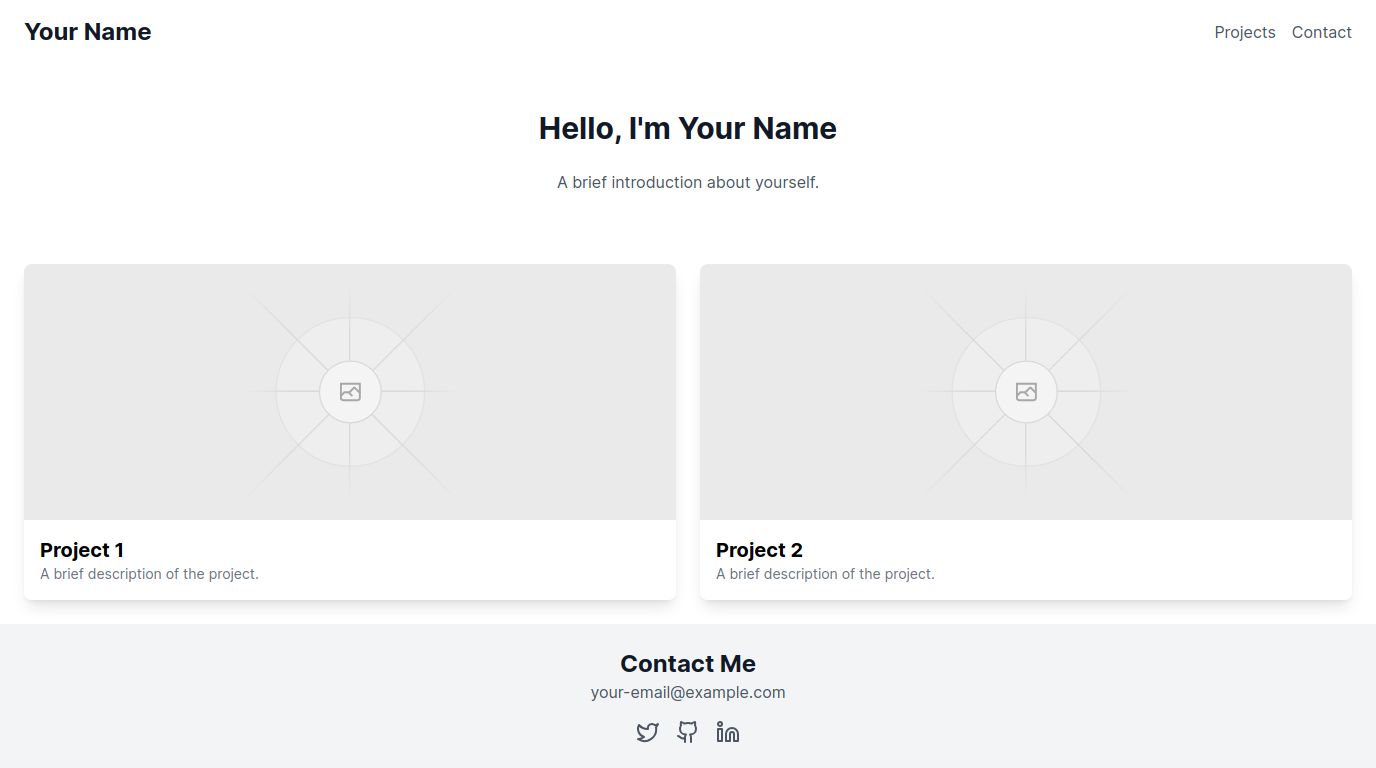 Your Name
Projects Contact
Hello, I'm Your Name
A brief introduction about yourself.
Project 1
A brief description of the project.
Project 2
A brief description of the project.
Contact Me
your-email@example.com